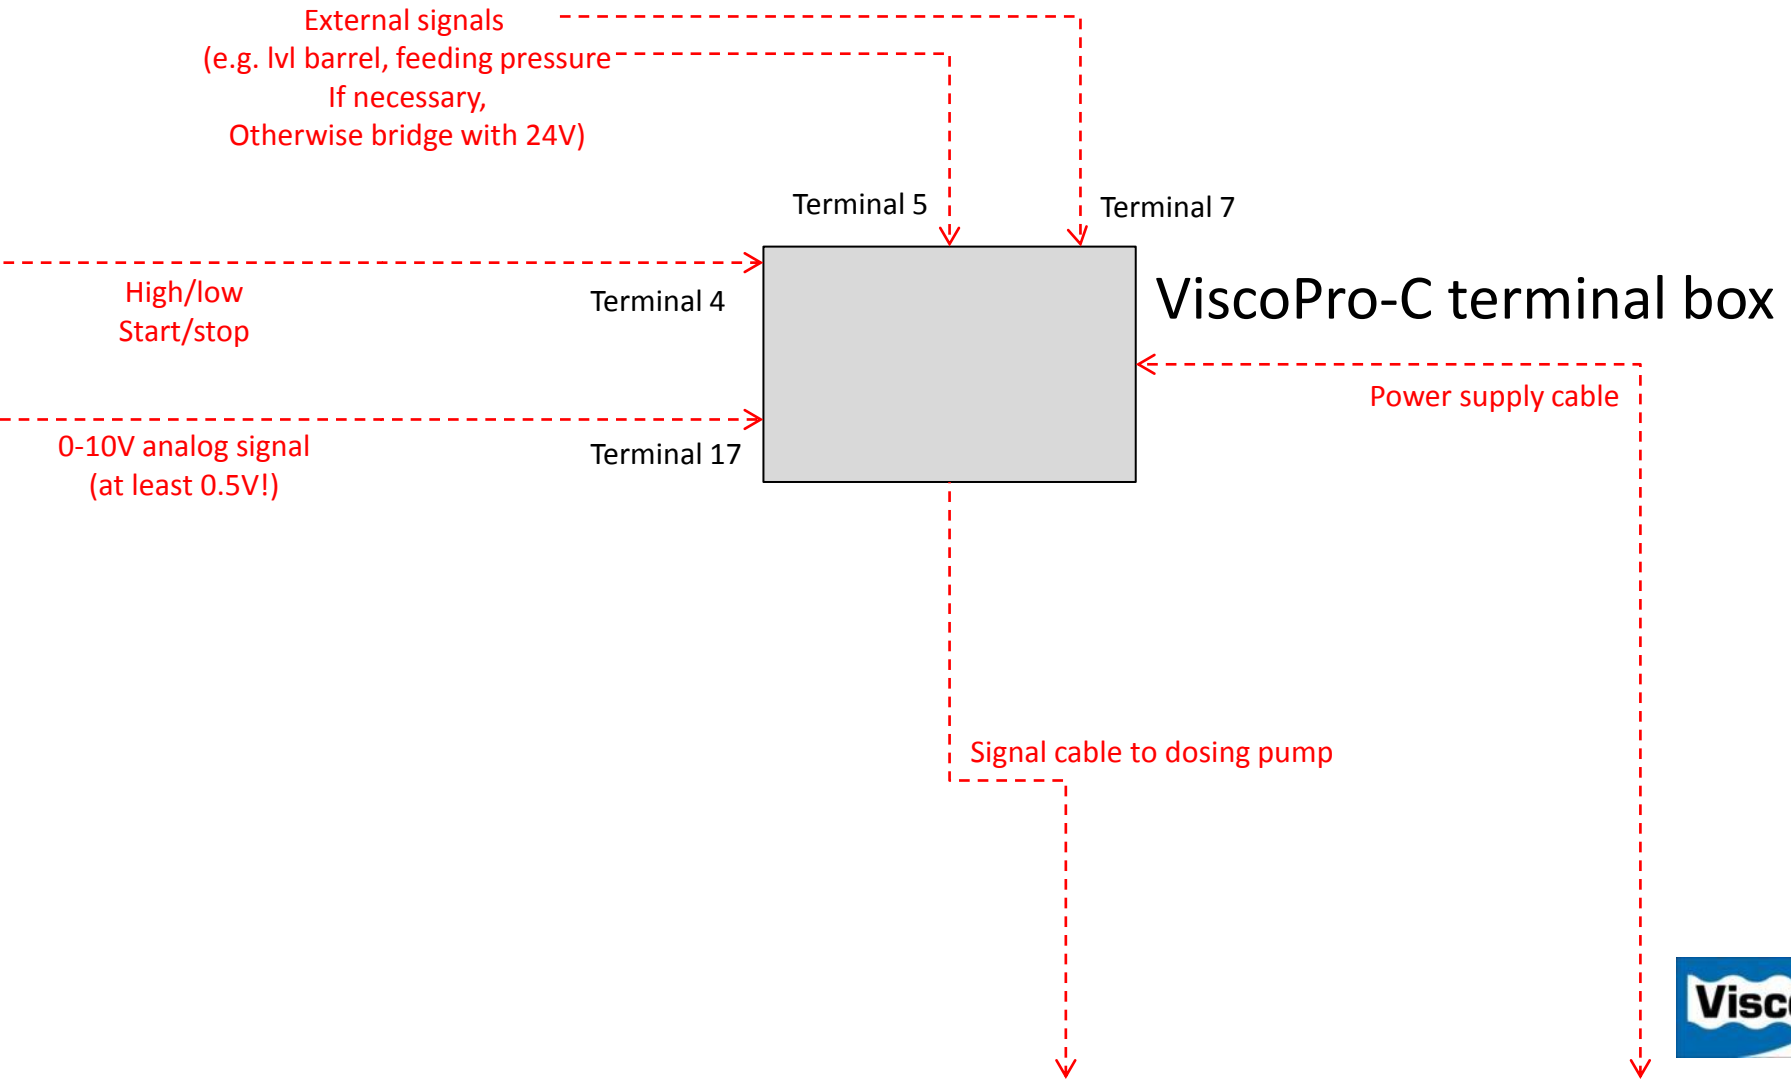 External signals
(e.g. lvl barrel, feeding pressure
If necessary,
Otherwise bridge with 24V)
Terminal 5
Terminal 7
High/low
Start/stop
Terminal 4
ViscoPro-C terminal box
Power supply cable
0-10V analog signal
(at least 0.5V!)
Terminal 17
Signal cable to dosing pump